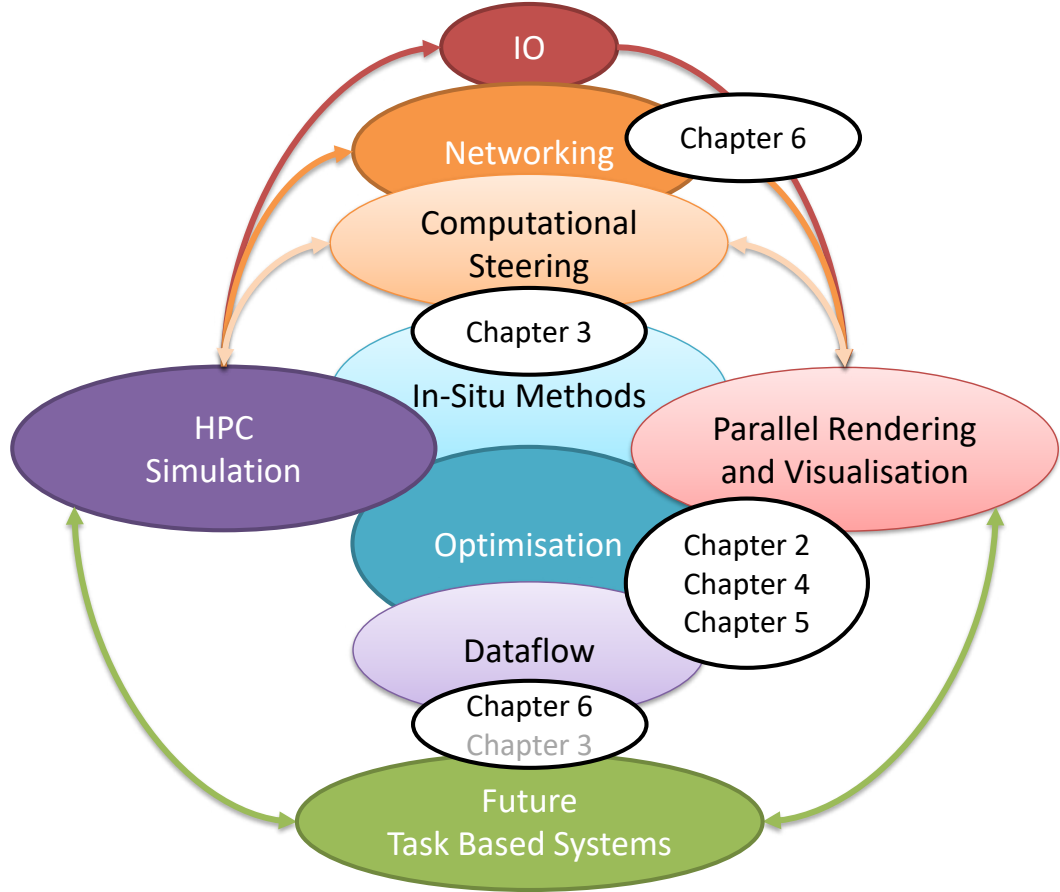 IO
Networking
Chapter 6
Computational
Steering
Chapter 3
In-Situ Methods
HPC
Simulation
Parallel Rendering
and Visualisation
Optimisation
Chapter 2
Chapter 4
Chapter 5
Dataflow
Chapter 6
Chapter 3
Future
Task Based Systems